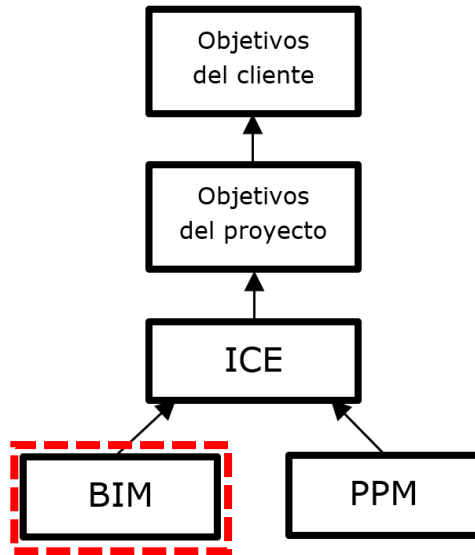 Objetivos
del cliente
Objetivos
del proyecto
ICE
BIM
PPM